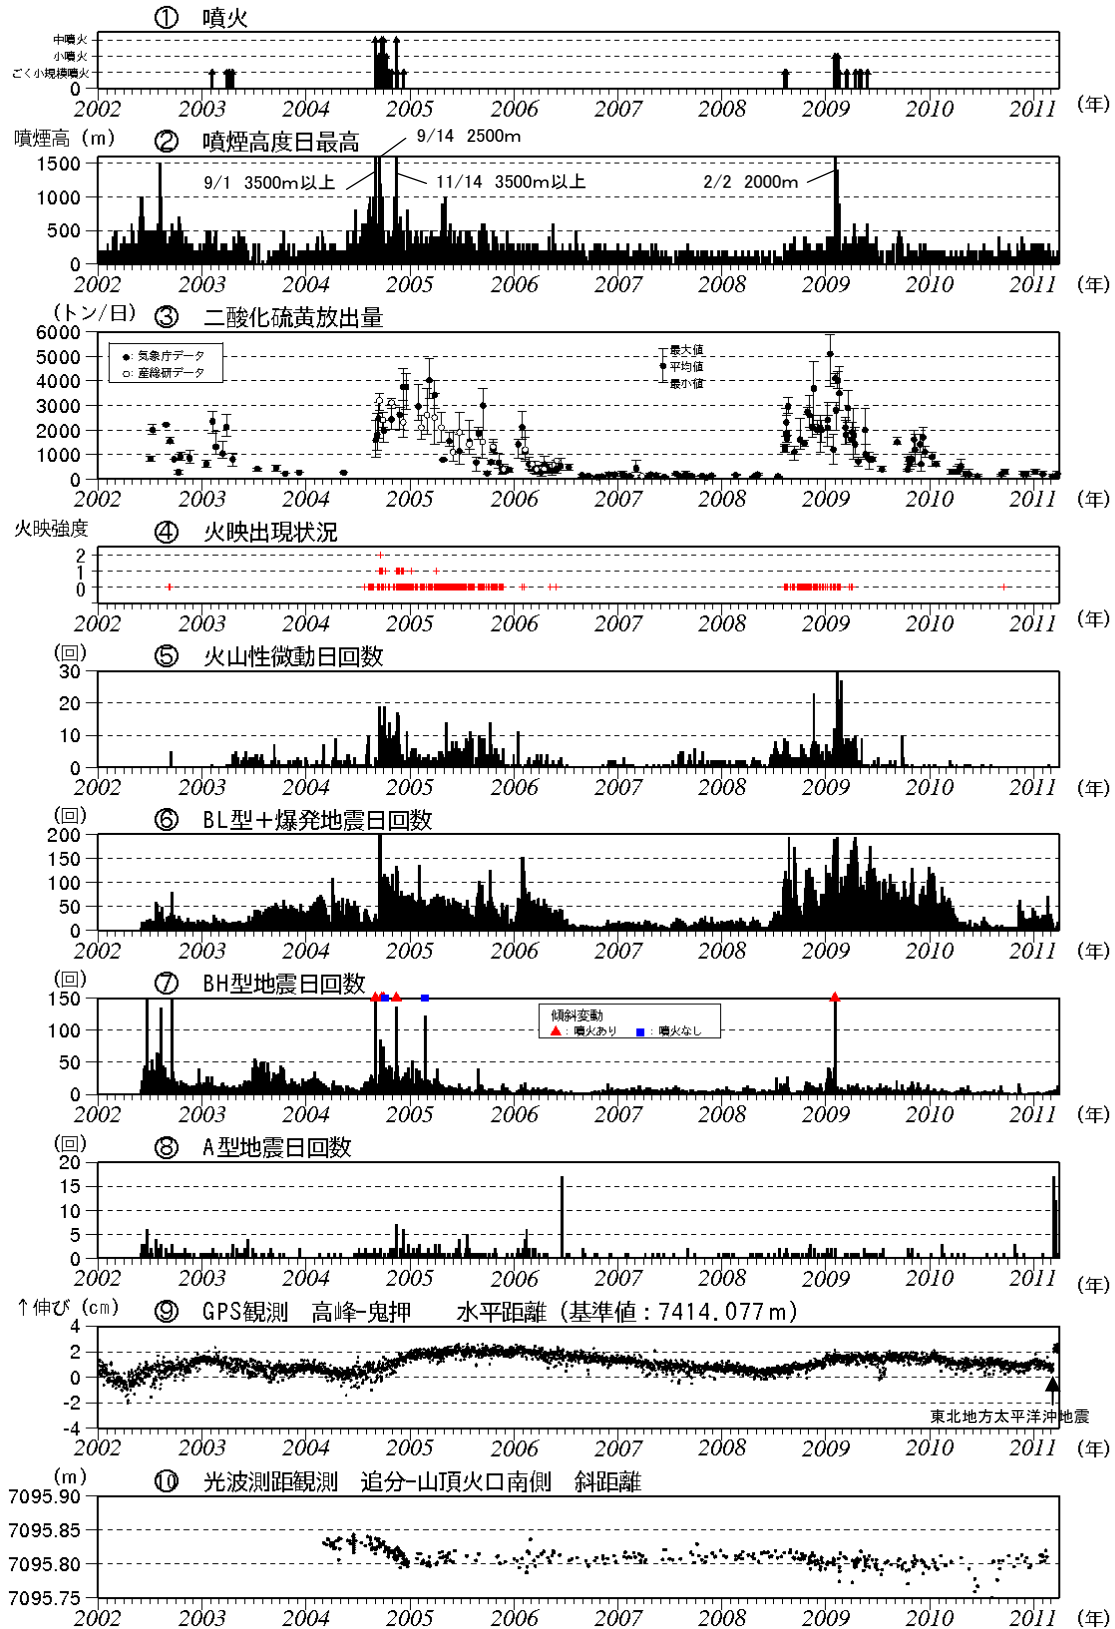 ① 噴火
中噴火
小噴火
ごく小規模噴火
0
2002 2003 2004 2005 2006 2007 2008 2009 2010 2011 (年)
噴煙高 (m) ② 噴煙高度日最高
9/14 2500m
9/1 3500m以上
11/14 3500m以上
2/2 2000m
1500
1000
500
0
2002 2003 2004 2005 2006 2007 2008 2009 2010 2011 (年)
(トン/日) ③ 二酸化硫黄放出量
6000
5000
4000
3000
2000
1000
0
●: 気象庁データ
○: 産総研データ
最大値
平均値
最小値
2002 2003 2004 2005 2006 2007 2008 2009 2010 2011 (年)
火映強度 ④ 火映出現状況
2
1
0
2002 2003 2004 2005 2006 2007 2008 2009 2010 2011 (年)
(回) ⑤ 火山性微動日回数
30
20
10
0
2002 2003 2004 2005 2006 2007 2008 2009 2010 2011 (年)
(回) ⑥ BL型+爆発地震日回数
200
150
100
50
0
2002 2003 2004 2005 2006 2007 2008 2009 2010 2011 (年)
(回) ⑦ BH型地震日回数
150
100
50
0
傾斜変動
▲: 噴火あり ■: 噴火なし
2002 2003 2004 2005 2006 2007 2008 2009 2010 2011 (年)
(回) ⑧ A型地震日回数
20
15
10
5
0
2002 2003 2004 2005 2006 2007 2008 2009 2010 2011 (年)
↑伸び (cm) ⑨ GPS観測 高峰-鬼押 水平距離 (基準値:7414.077m)
4
2
0
-2
-4
東北地方太平洋沖地震
2002 2003 2004 2005 2006 2007 2008 2009 2010 2011 (年)
(m) ⑩ 光波測距観測 追分-山頂火口南側 斜距離
7095.90
7095.85
7095.80
7095.75
2002 2003 2004 2005 2006 2007 2008 2009 2010 2011 (年)